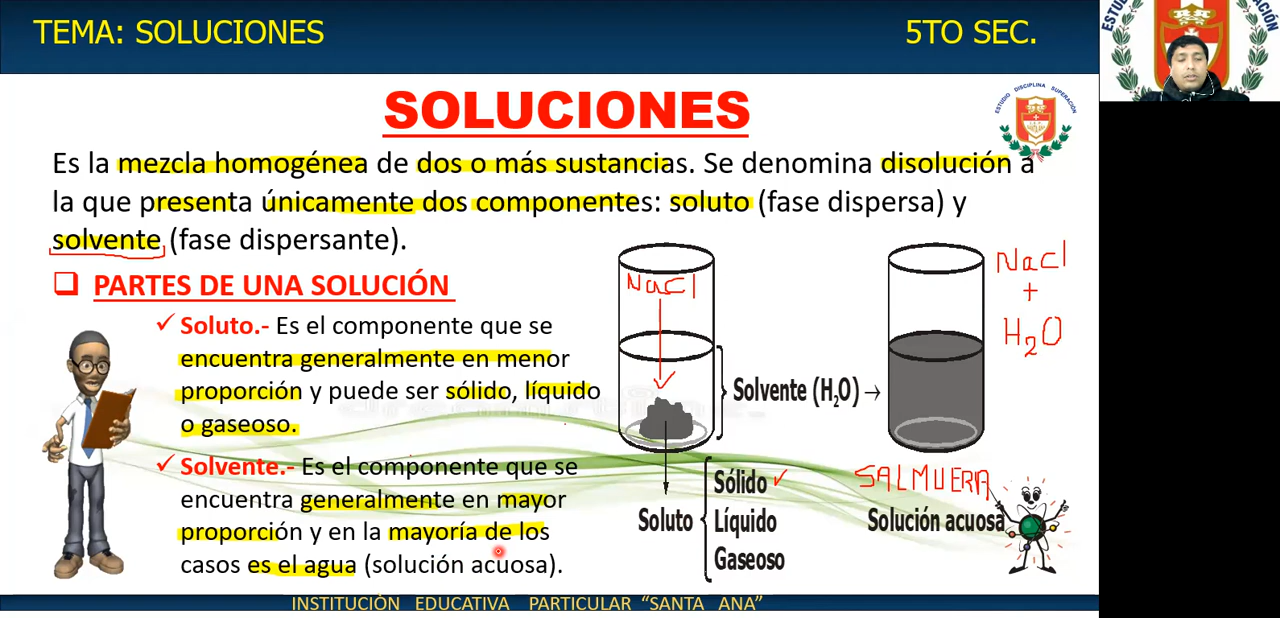 TEMA: SOLUCIONES
5TO SEC.
ESTUDIO
SUPERACIÓN
SOLUCIONES
ESTUDIO DISCIPLINA SUPERACIÓN
Es la mezcla homogénea de dos o más sustancias. Se denomina disolución a
la que presenta únicamente dos componentes: soluto (fase dispersa) y
solvente (fase dispersante).
PARTES DE UNA SOLUCIÓN
✓ Soluto.- Es el componente que se
encuentra generalmente en menor
proporción y puede ser sólido, líquido
o gaseoso.
✓ Solvente.- Es el componente que se
encuentra generalmente en mayor
proporción y en la mayoría de los
casos es el agua (solución acuosa).
NaCl
Solvente (H₂O) →
Soluto
Sólido ✓
Líquido
Gaseoso
NaCl
+
H₂O
SALMUERA
Solución acuosa
INSTITUCIÓN EDUCATIVA PARTICULAR “SANTA ANA”